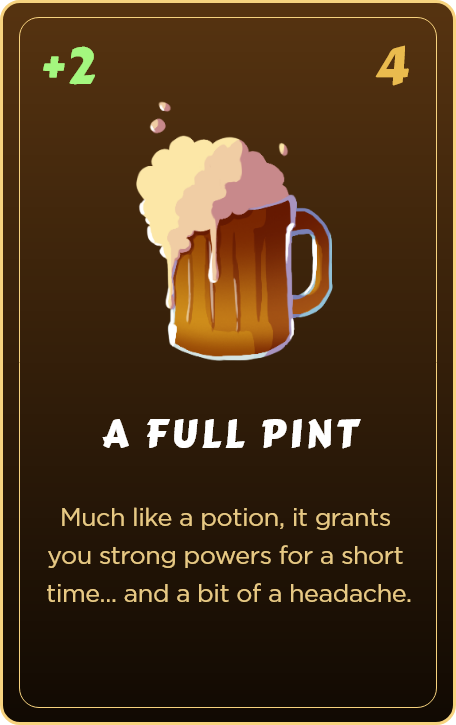 +2
4
A FULL PINT
Much like a potion, it grants
you strong powers for a short
time... and a bit of a headache.